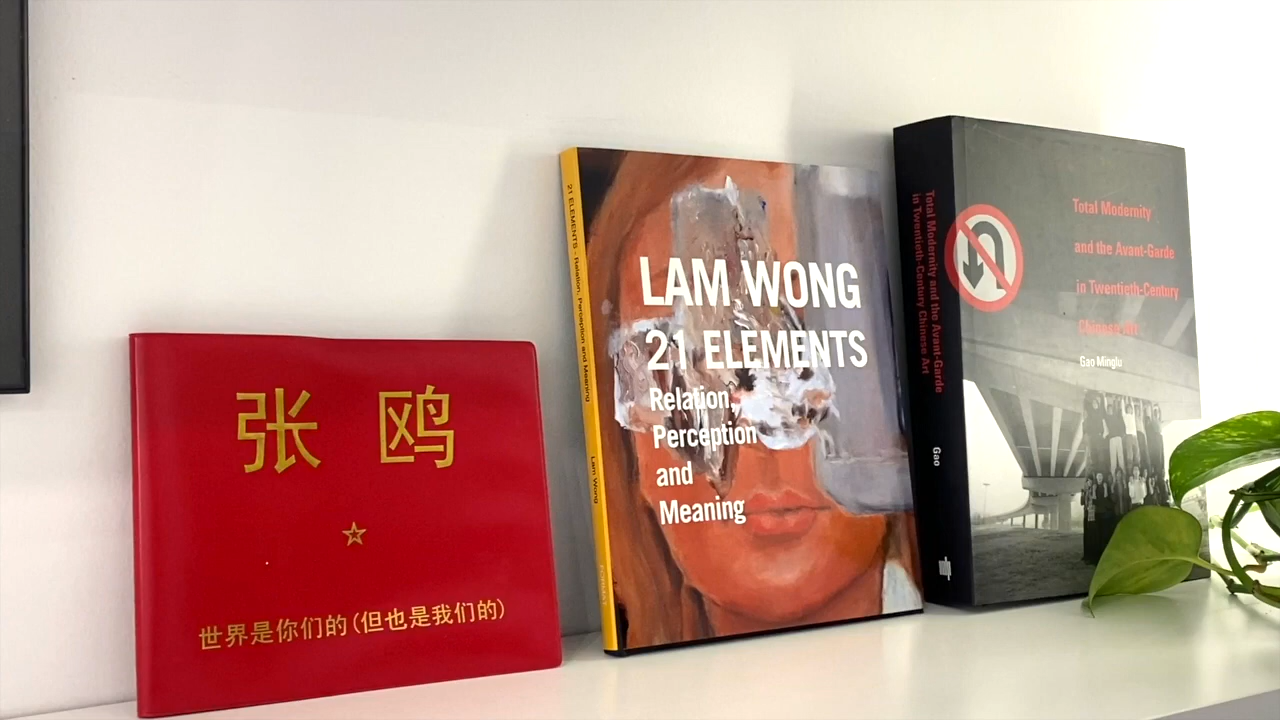 张 鸥
世界是你们的(但也是我们的)
21 ELEMENTS - Relation, Perception and Meaning
Lam Wong
LAM WONG
21 ELEMENTS
Relation,
Perception
and
Meaning
Total Modernity and the Avant-Garde
in Twentieth-Century Chinese Art
Gao
Total Modernity
and the Avant-Garde
in Twentieth-Century
Chinese Art
Gao Minglu